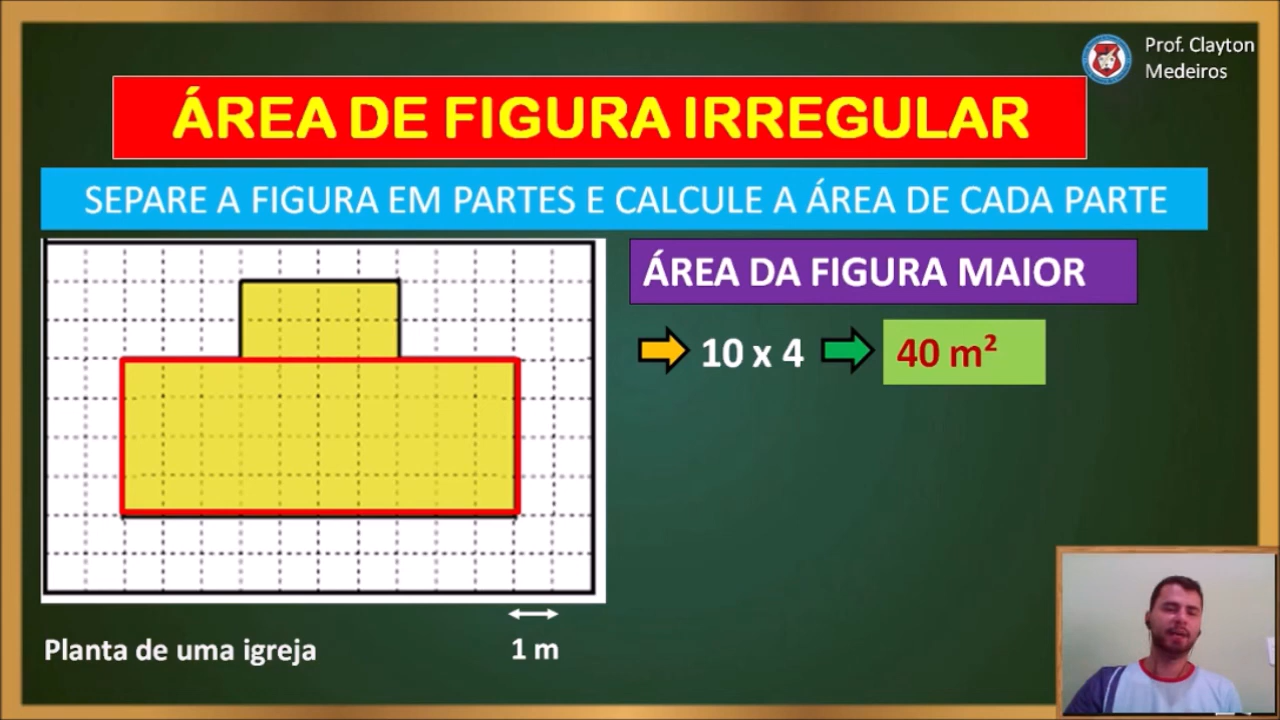 Prof. Clayton
Medeiros
ÁREA DE FIGURA IRREGULAR
SEPARE A FIGURA EM PARTES E CALCULE A ÁREA DE CADA PARTE
ÁREA DA FIGURA MAIOR
10 x 4
40 m²
Planta de uma igreja
1 m